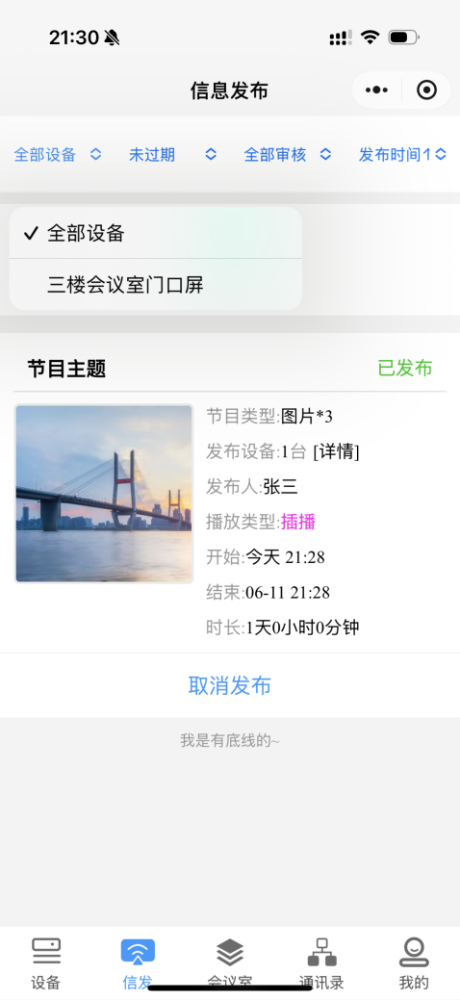 21:30
信息发布
全部设备 未过期 全部审核 发布时间↑
全部设备
三楼会议室门口屏
节目主题 已发布
节目类型:图片*3
发布设备:1台 [详情]
发布人:张三
播放类型:插播
开始:今天 21:28
结束:06-11 21:28
时长:1天0小时0分钟
取消发布
我是有底线的~
设备 信发 会议室 通讯录 我的